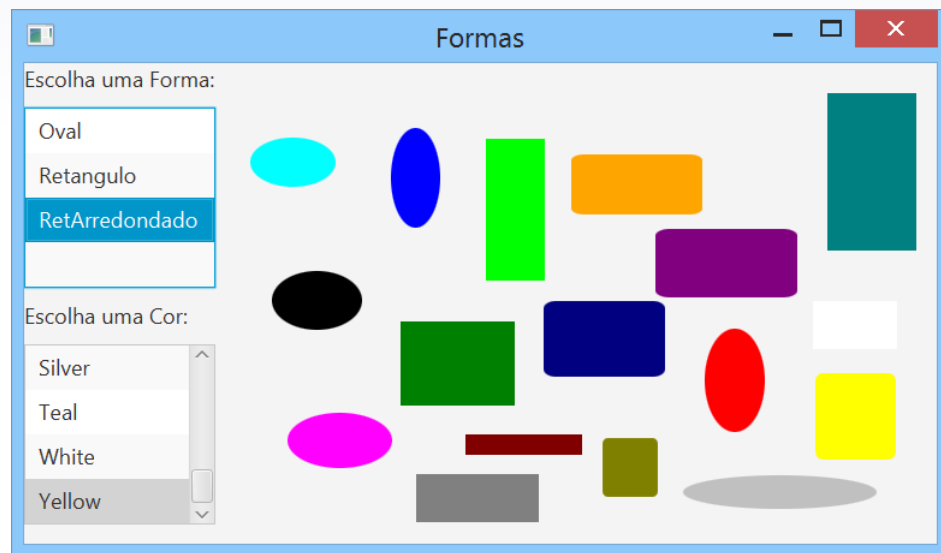 Formas
Escolha uma Forma:
Oval
Retangulo
RetArredondado
Escolha uma Cor:
Silver
Teal
White
Yellow